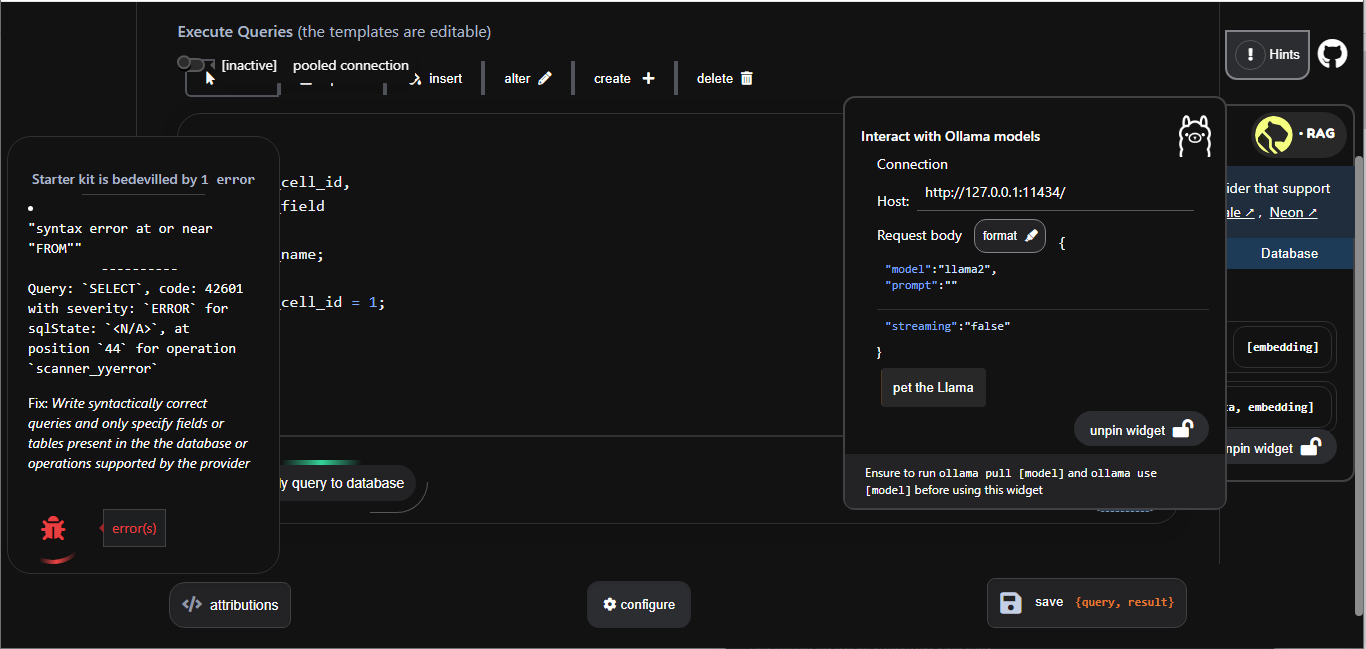 Execute Queries (the templates are editable)
[inactive] pooled connection
insert
alter
create +
delete
! Hints
RAG
ider that support
ale ↗ , Neon ↗
Database
[embedding]
a, embedding]
npin widget
Starter kit is bedevilled by 1 error
"syntax error at or near
"FROM""
----------
Query: `SELECT`, code: 42601
with severity: `ERROR` for
sqlState: `<N/A>`, at
position `44` for operation
`scanner_yyerror`
Fix: Write syntactically correct
queries and only specify fields or
tables present in the the database or
operations supported by the provider
error(s)
_cell_id,
_field
_name;
_cell_id = 1;
ly query to database
Interact with Ollama models
Connection
Host: http://127.0.0.1:11434/
Request body format {
"model":"llama2",
"prompt":""
"streaming":"false"
}
pet the Llama
unpin widget
Ensure to run ollama pull [model] and ollama use
[model] before using this widget
</> attributions
configure
save {query, result}